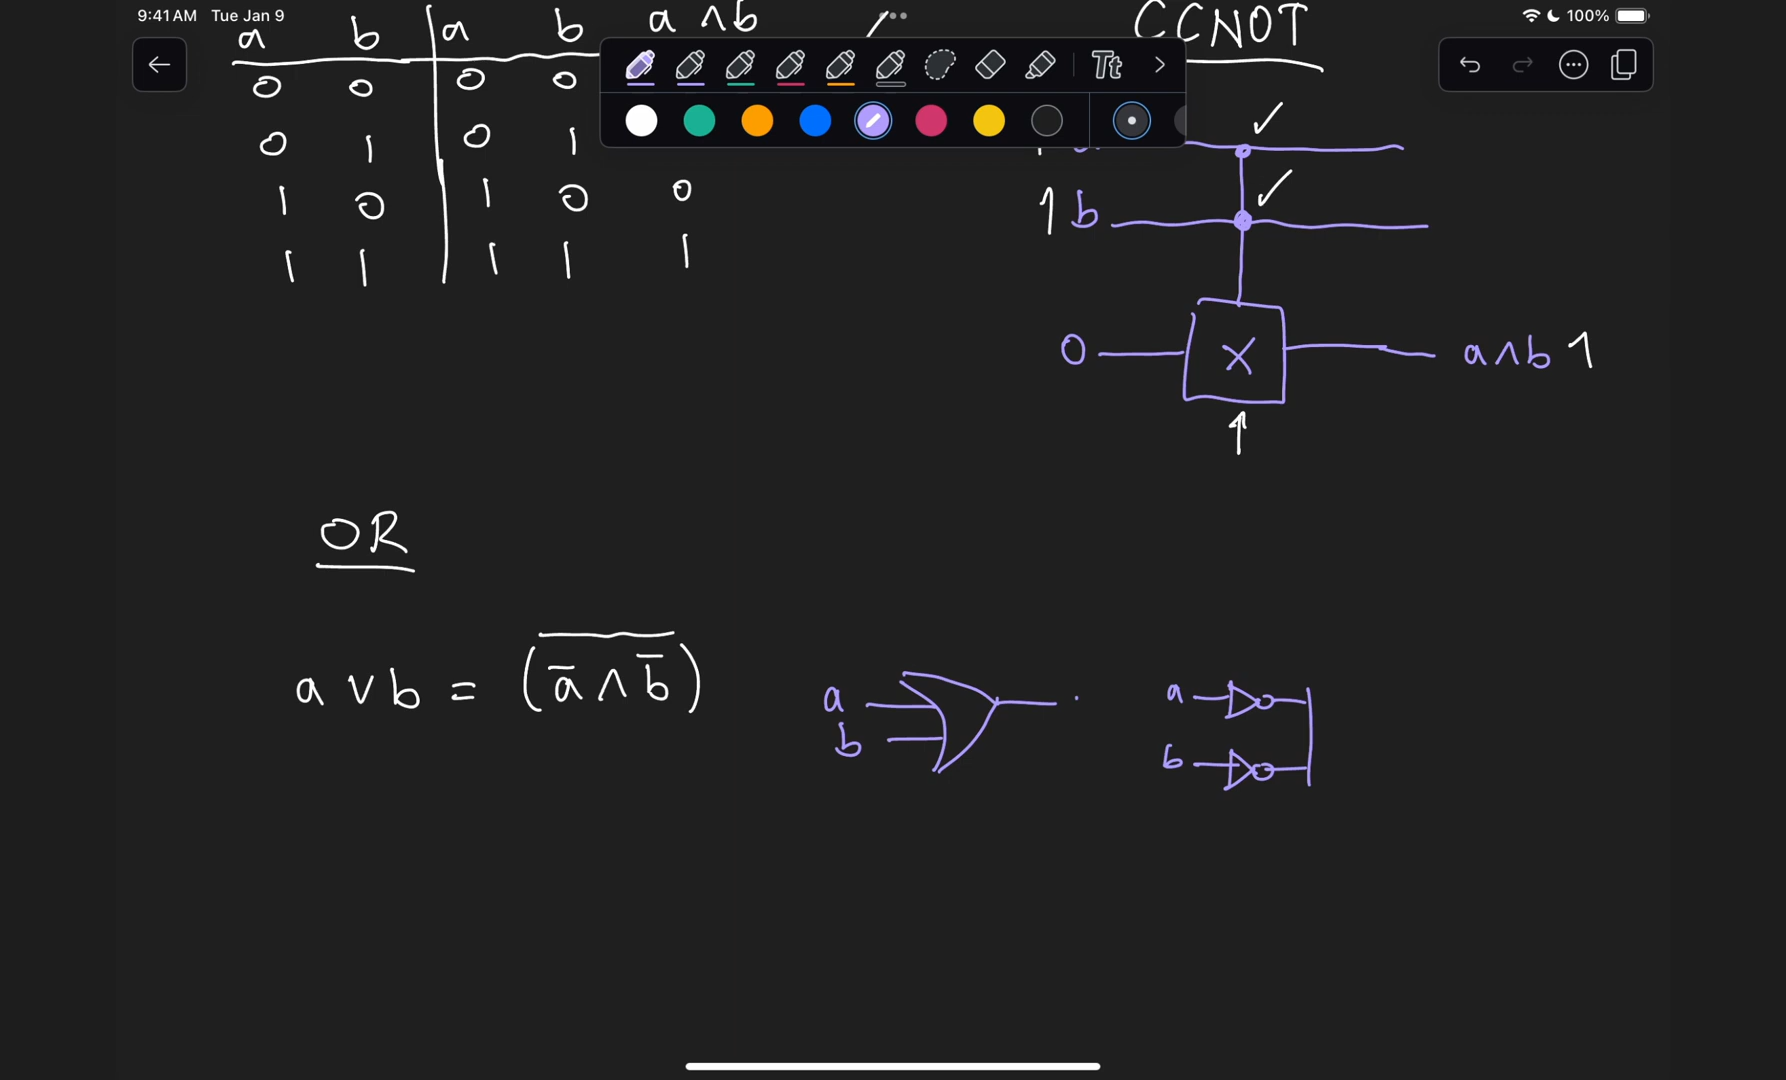 9:41 AM Tue Jan 9
100%
a b a b a ∧ b
CCNOT
Tt
0 0 0 0
0 1 0 1
1 0 1 0 0
1 1 1 1 1
✓
✓
1 b
0 X a∧b 1
OR
a ∨ b = (a̅ ∧ b̅)̅
a
b
a
b